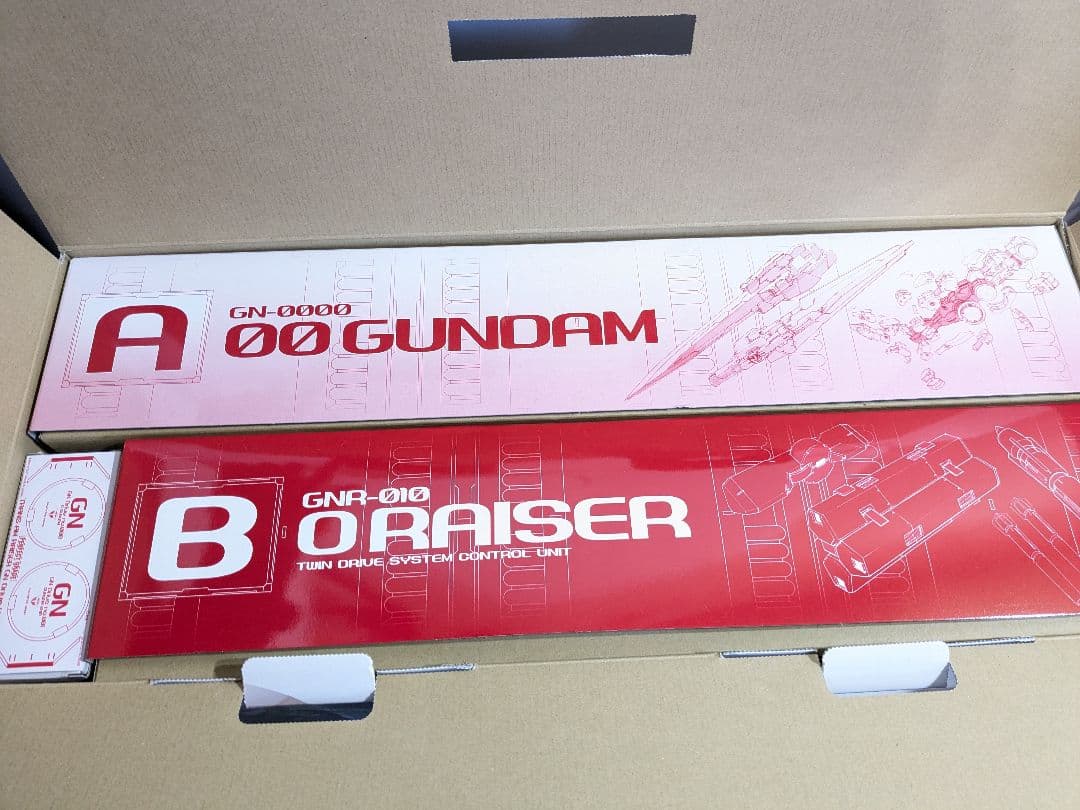 A
GN-0000
00 GUNDAM
B
GNR-010
0 RAISER
TWIN DRIVE SYSTEM CONTROL UNIT
GN
GN